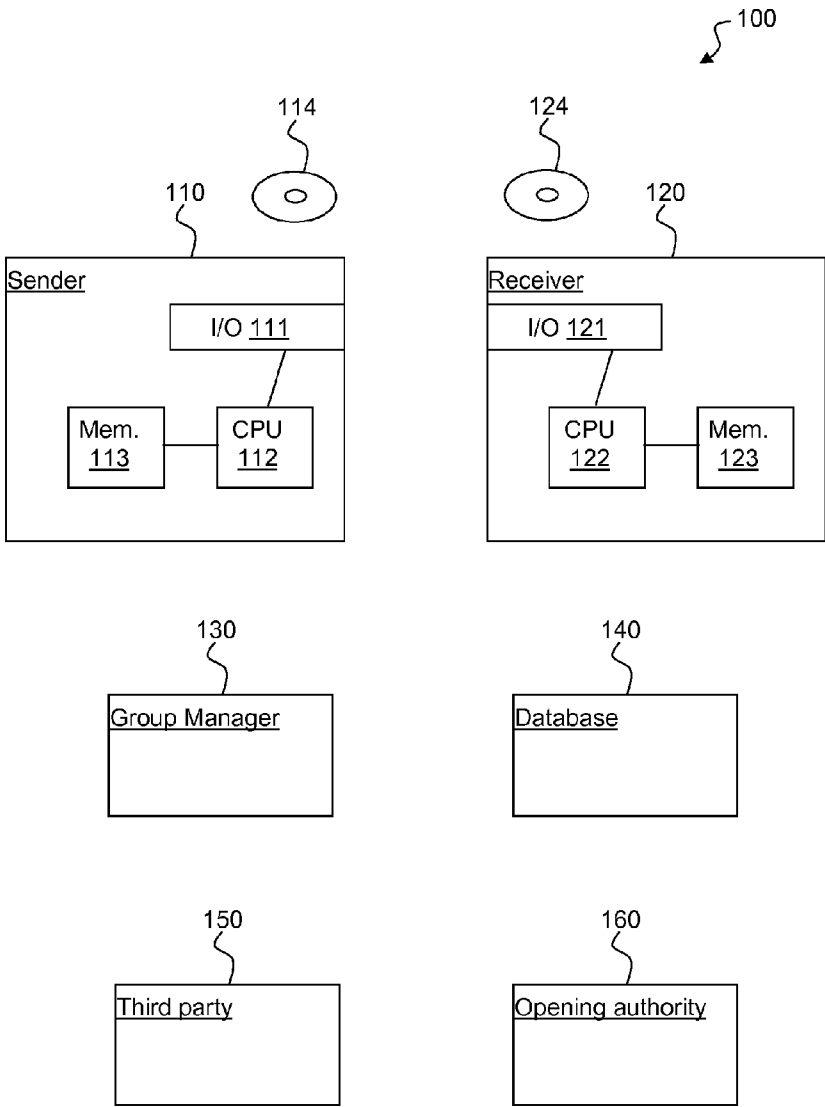 100
114
124
110
120
Sender
Receiver
I/O 111
I/O 121
Mem.
113
CPU
112
CPU
122
Mem.
123
130
140
Group Manager
Database
150
160
Third party
Opening authority